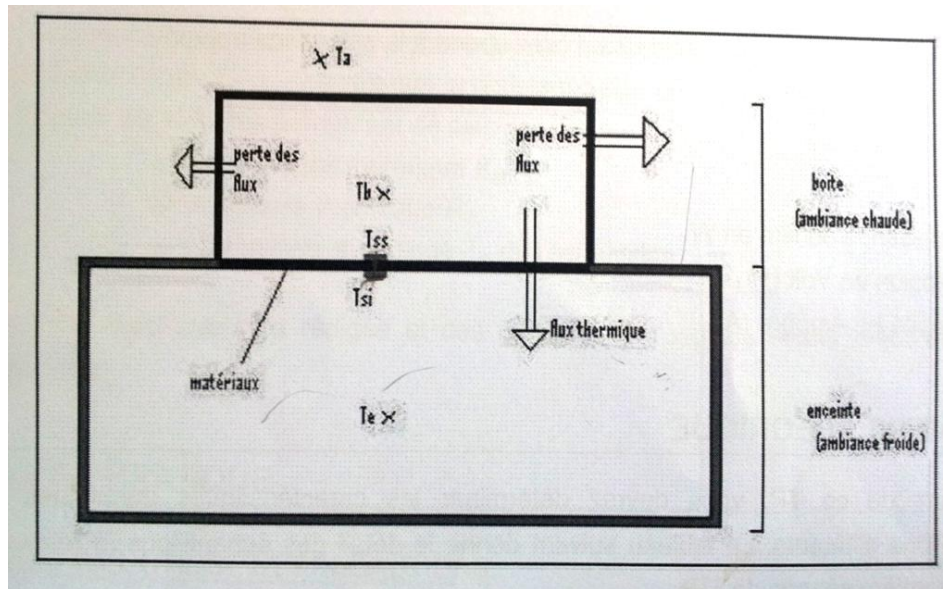 Ta
perte des
flux
perte des
flux
Tb
Tss
Tsi
boite
(ambiance chaude)
flux thermique
matériaux
Te
enceinte
(ambiance froide)